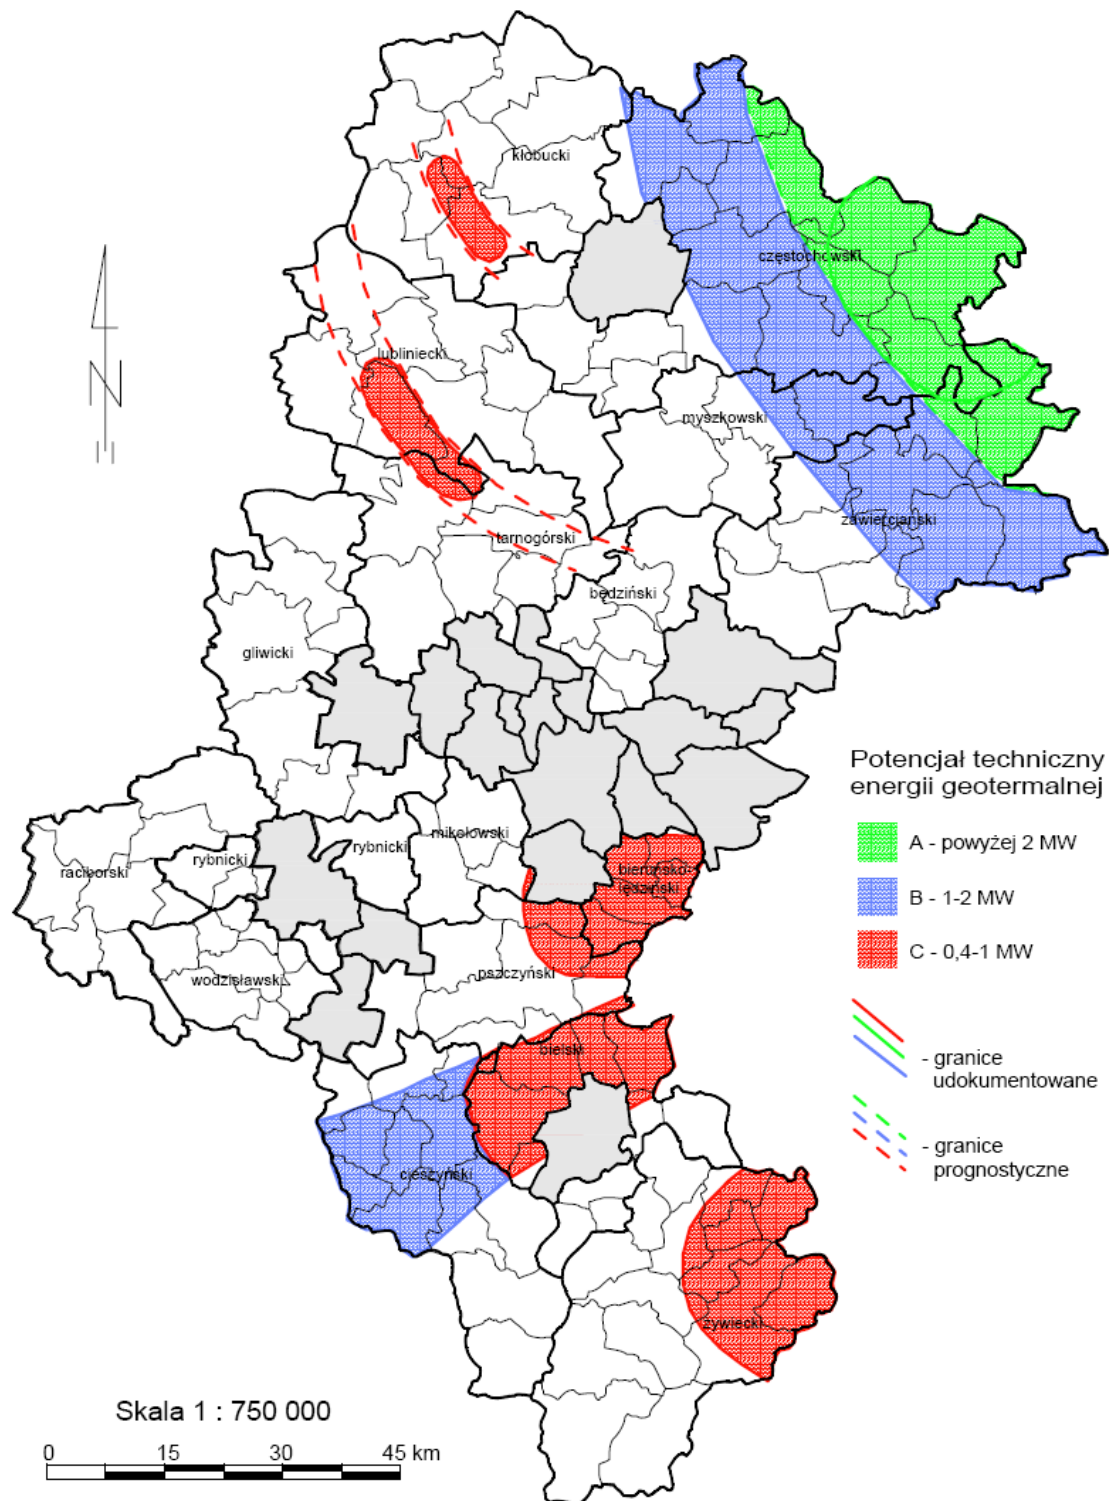 kłobucki
częstochowski
lubliniecki
myszkowski
zawierciański
tarnogórski
będziński
gliwicki
N
Potencjał techniczny
energii geotermalnej
A - powyżej 2 MW
B - 1-2 MW
C - 0,4-1 MW
- granice
udokumentowane
- granice
prognostyczne
mikołowski
rybnicki
rybnicki
raciborski
bieruńsko-
lędziński
wodzisławski
pszczyński
bielski
cieszyński
żywiecki
Skala 1 : 750 000
0 15 30 45 km